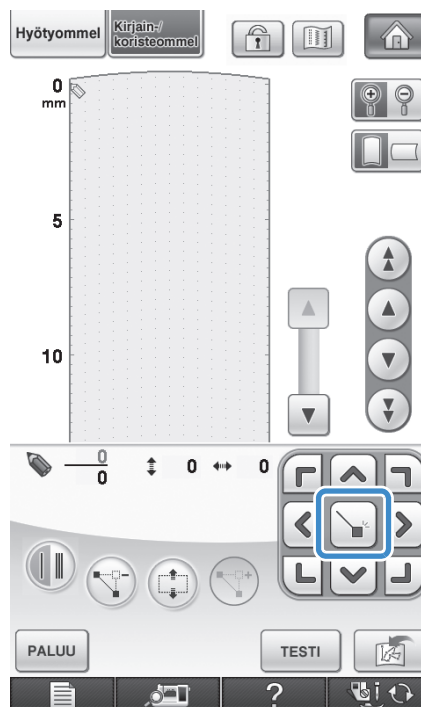 Hyötyommel
Kirjain-/
koristeommel
0
mm
5
10
0
0
0
0
PALUU
TESTI
?